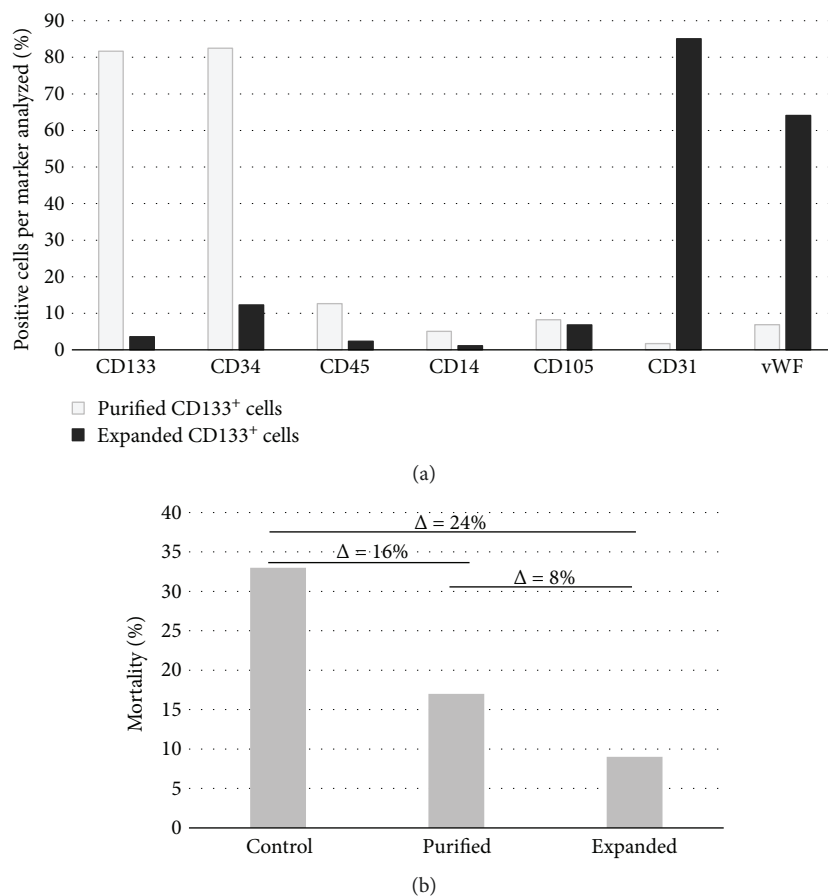 Positive cells per marker analyzed (%)
90
80
70
60
50
40
30
20
10
0
CD133 CD34 CD45 CD14 CD105 CD31 vWF
Purified CD133⁺ cells
Expanded CD133⁺ cells
(a)
Mortality (%)
40
35
30
25
20
15
10
5
0
Δ = 24%
Δ = 16%
Δ = 8%
Control Purified Expanded
(b)